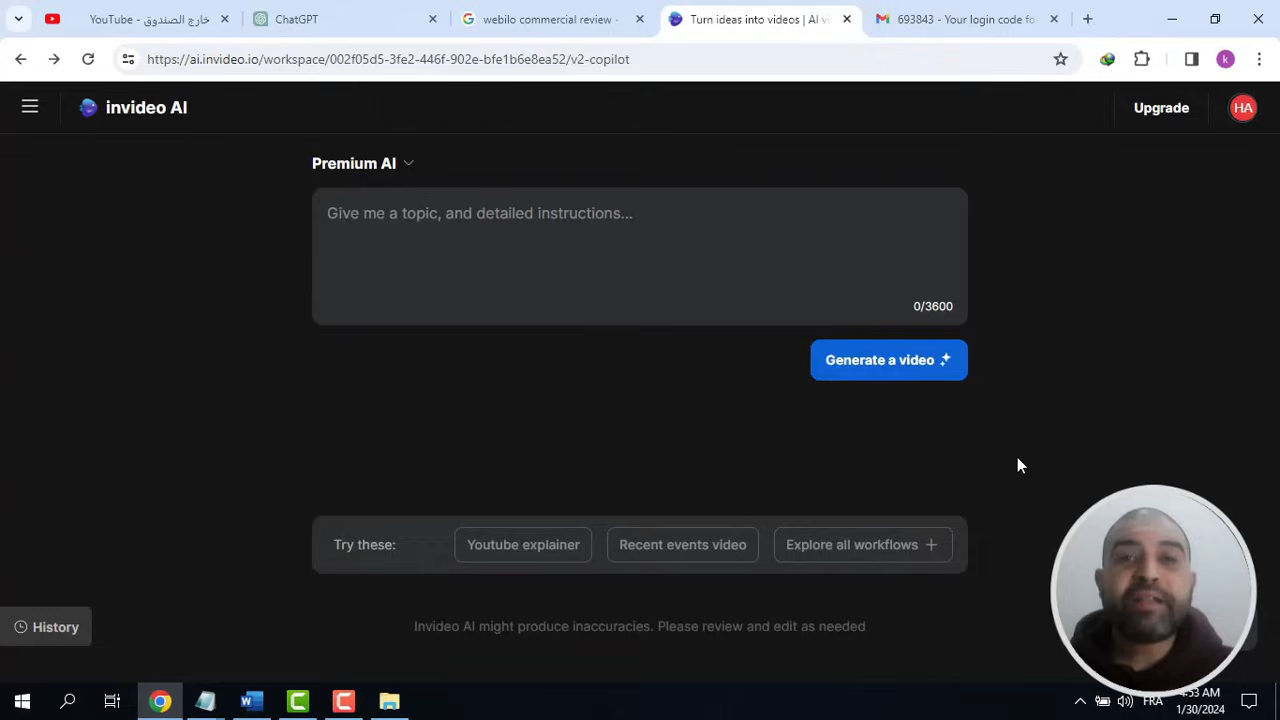 YouTube - خارج الصندوق
ChatGPT
webilo commercial review -
Turn ideas into videos | AI v
693843 - Your login code fo
https://ai.invideo.io/workspace/002f05d5-3fe2-446f-902e-bfe1b6e8ea52/v2-copilot
k
invideo AI
Upgrade
HA
Premium AI
Give me a topic, and detailed instructions...
0/3600
Generate a video
Try these:
Youtube explainer
Recent events video
Explore all workflows +
History
Invideo AI might produce inaccuracies. Please review and edit as needed
FRA
4:53 AM
1/30/2024